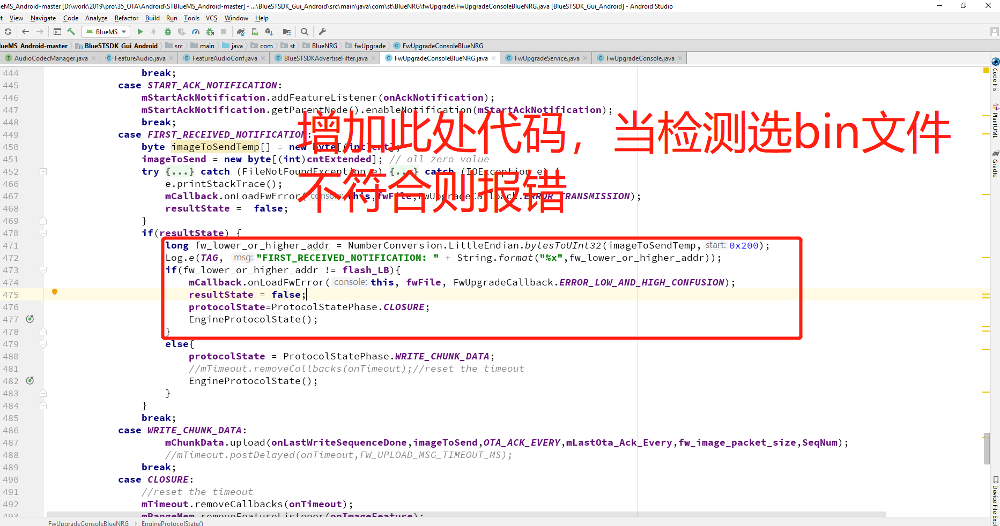 ueMS_Android-master [D:\work\2019\pro\35_OTA\Android\STBlueMS_Android-master] - ...\BlueSTSDK_Gui_Android\src\main\java\com\st\BlueNRG\fwUpgrade\FwUpgradeConsoleBlueNRG.java [BlueSTSDK_Gui_Android] - Android Studio
it View Navigate Code Analyze Refactor Build Run Tools VCS Window Help
BlueMS
lueMS_Android-master BlueSTSDK_Gui_Android src main java com st BlueNRG fwUpgrade FwUpgradeConsoleBlueNRG
AudioCodecManager.java FeatureAudio.java FeatureAudioConf.java BlueSTSDKAdvertiseFilter.java FwUpgradeConsoleBlueNRG.java FwUpgradeService.java FwUpgradeConsole.java
444 break;
445 case START_ACK_NOTIFICATION:
446 mStartAckNotification.addFeatureListener(onAckNotification);
447 mStartAckNotification.getParentNode().enableNotification(mStartAckNotification);
448 break;
449 case FIRST_RECEIVED_NOTIFICATION:
增加此处代码，当检测选bin文件
不符合则报错
450 byte imageToSendTemp[] = new byte[(int)cnt];
451 imageToSend = new byte[(int)cntExtended]; // all zero value
452 try {...} catch (FileNotFoundException e) {...} catch (IOException e) {
466 e.printStackTrace();
467 mCallback.onLoadFwError( console: this,fwFile,FwUpgradeCallback.ERROR_TRANSMISSION);
468 resultState = false;
469 }
470 if(resultState) {
471 long fw_lower_or_higher_addr = NumberConversion.LittleEndian.bytesToUInt32(imageToSendTemp, start: 0x200);
472 Log.e(TAG, msg: "FIRST_RECEIVED_NOTIFICATION: " + String.format("%x",fw_lower_or_higher_addr));
473 if(fw_lower_or_higher_addr != flash_LB){
474 mCallback.onLoadFwError( console: this, fwFile, FwUpgradeCallback.ERROR_LOW_AND_HIGH_CONFUSION);
475 resultState = false;
476 protocolState=ProtocolStatePhase.CLOSURE;
477 EngineProtocolState();
478 }
479 else{
480 protocolState = ProtocolStatePhase.WRITE_CHUNK_DATA;
481 //mTimeout.removeCallbacks(onTimeout);//reset the timeout
482 EngineProtocolState();
483 }
484 }
485 break;
486 case WRITE_CHUNK_DATA:
487 mChunkData.upload(onLastWriteSequenceDone,imageToSend,OTA_ACK_EVERY,mLastOta_Ack_Every,fw_image_packet_size,SeqNum);
488 //mTimeout.postDelayed(onTimeout,FW_UPLOAD_MSG_TIMEOUT_MS);
489 break;
490 case CLOSURE:
491 //reset the timeout
492 mTimeout.removeCallbacks(onTimeout);
493 mRangeMem.removeFeatureListener(onImageFeature);
FwUpgradeConsoleBlueNRG EngineProtocolState()
Code Iris
PlantUML
Gradle
Device File Expl